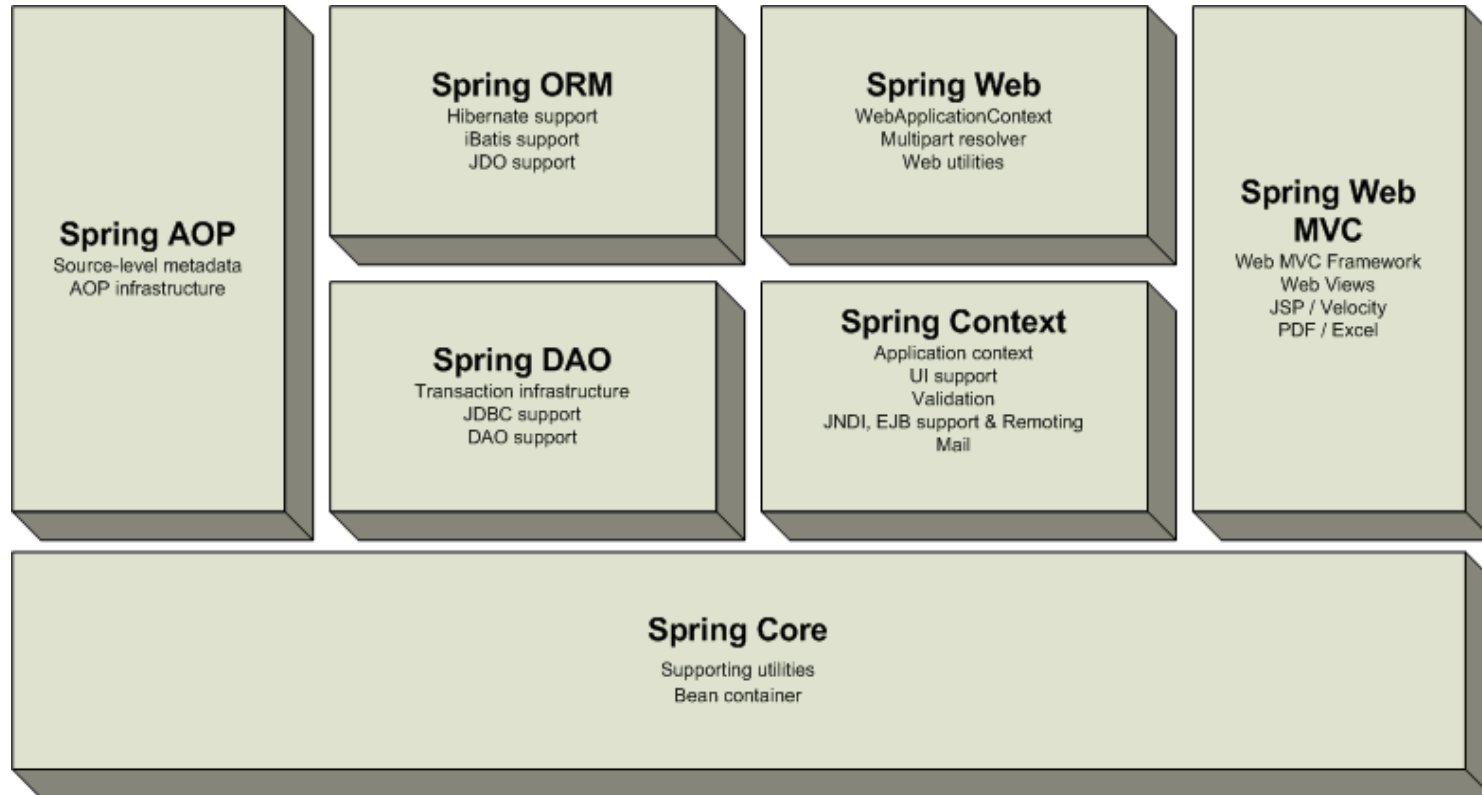 Spring AOP
Source-level metadata
AOP infrastructure
Spring ORM
Hibernate support
iBatis support
JDO support
Spring DAO
Transaction infrastructure
JDBC support
DAO support
Spring Web
WebApplicationContext
Multipart resolver
Web utilities
Spring Context
Application context
UI support
Validation
JNDI, EJB support & Remoting
Mail
Spring Web
MVC
Web MVC Framework
Web Views
JSP / Velocity
PDF / Excel
Spring Core
Supporting utilities
Bean container